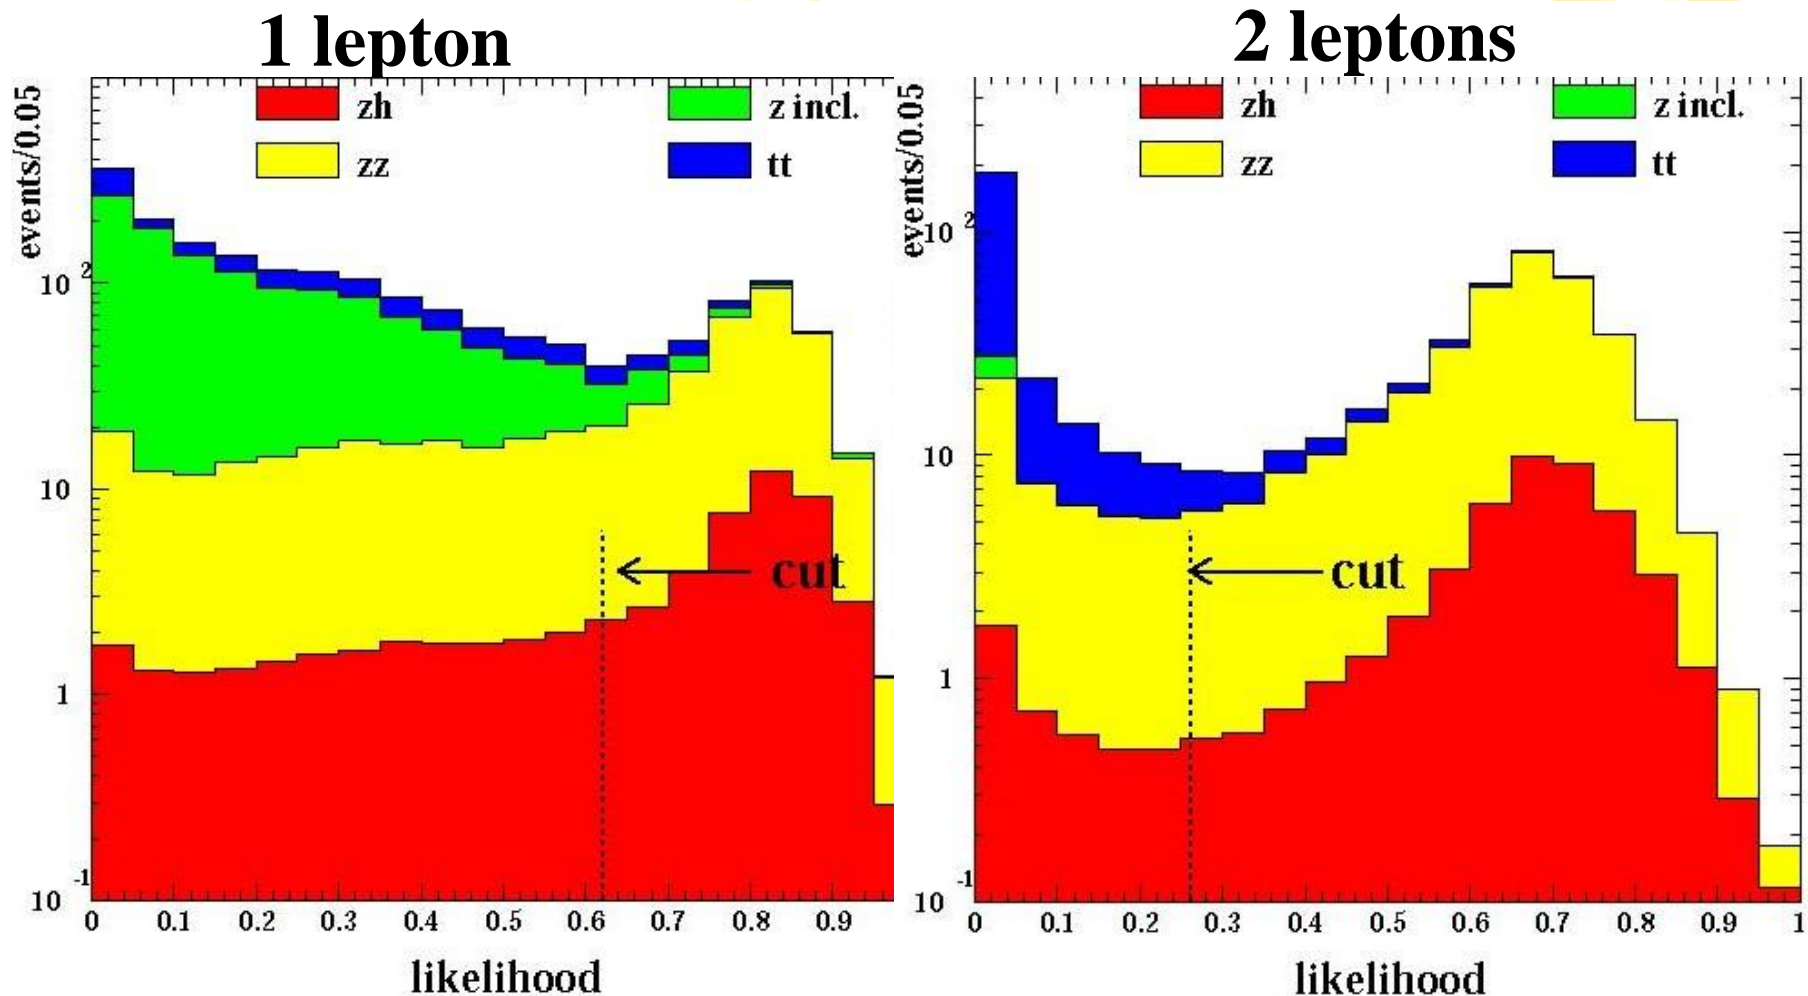 1 lepton
events/0.05
zh
z incl.
zz
tt
10 2
10
1
10 -1
cut
0 0.1 0.2 0.3 0.4 0.5 0.6 0.7 0.8 0.9
likelihood
2 leptons
events/0.05
zh
z incl.
zz
tt
10 2
10
1
10 -1
cut
0 0.1 0.2 0.3 0.4 0.5 0.6 0.7 0.8 0.9 1
likelihood